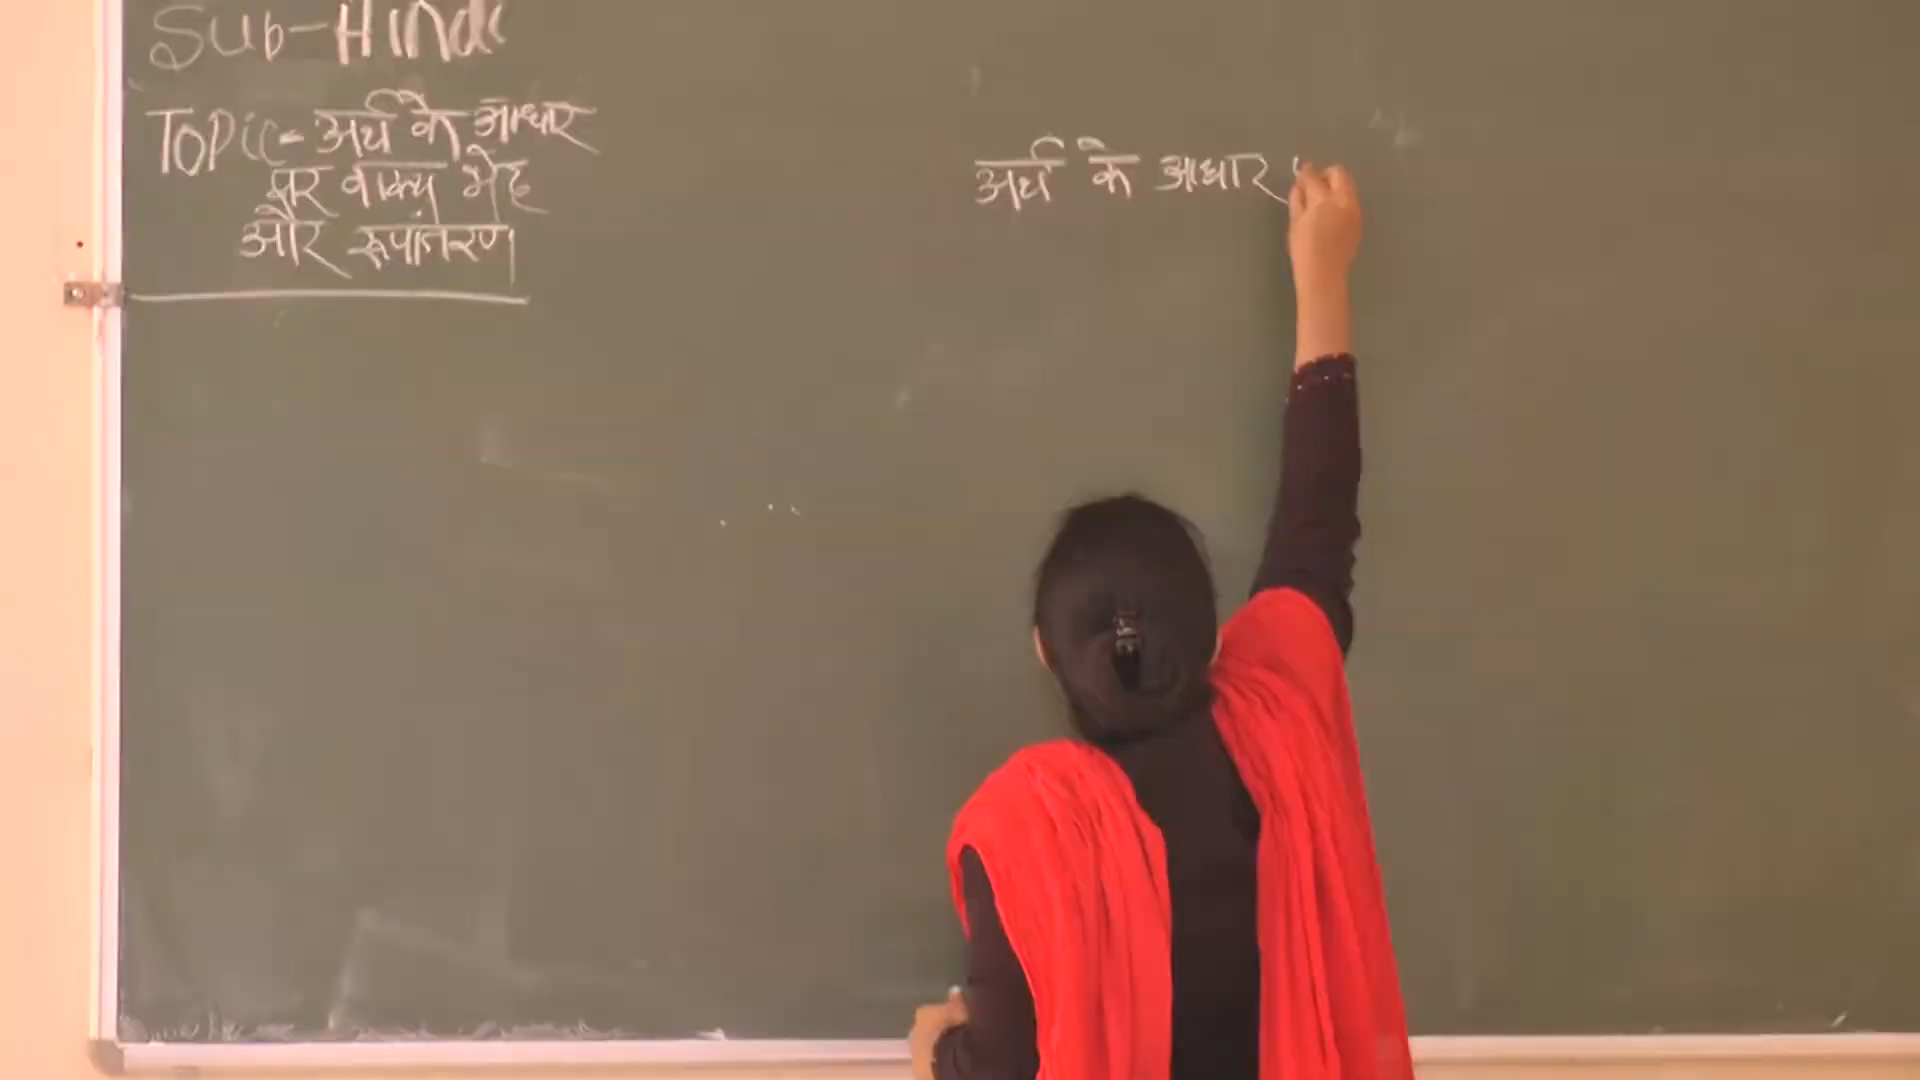 Sub-Hindi
Topic- अर्थ के आधार
पर वाक्य भेद
और रूपांतरण
अर्थ के आधार